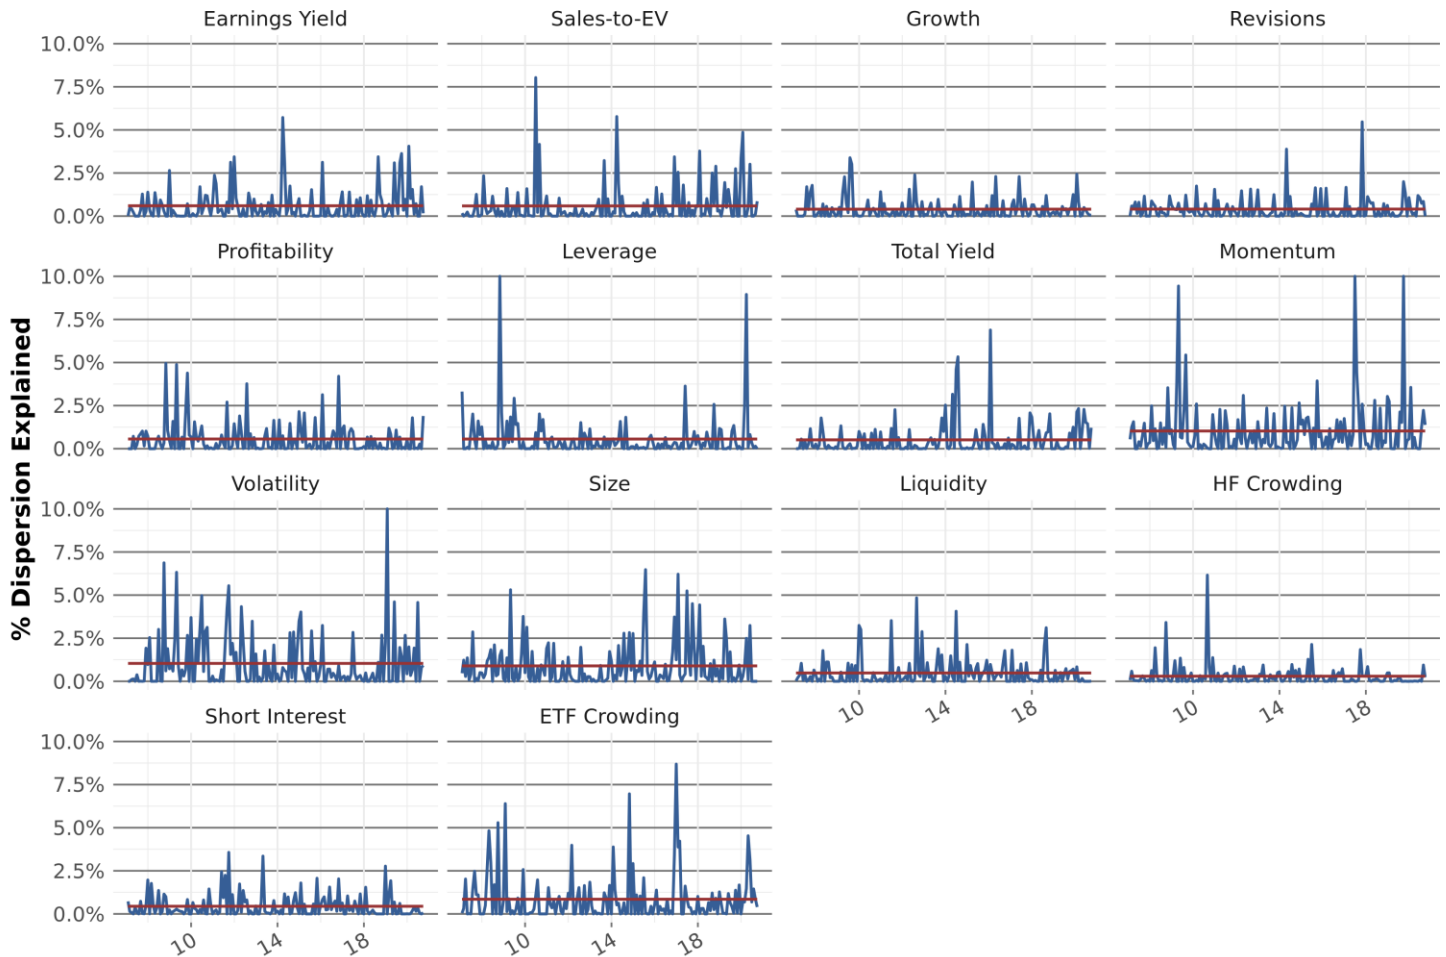 Earnings Yield Sales-to-EV Growth Revisions
10.0%
7.5%
5.0%
2.5%
0.0%
Profitability Leverage Total Yield Momentum
10.0%
7.5%
5.0%
2.5%
0.0%
% Dispersion Explained
Volatility Size Liquidity HF Crowding
10.0%
7.5%
5.0%
2.5%
0.0%
10 14 18 10 14 18
Short Interest ETF Crowding
10.0%
7.5%
5.0%
2.5%
0.0%
10 14 18 10 14 18